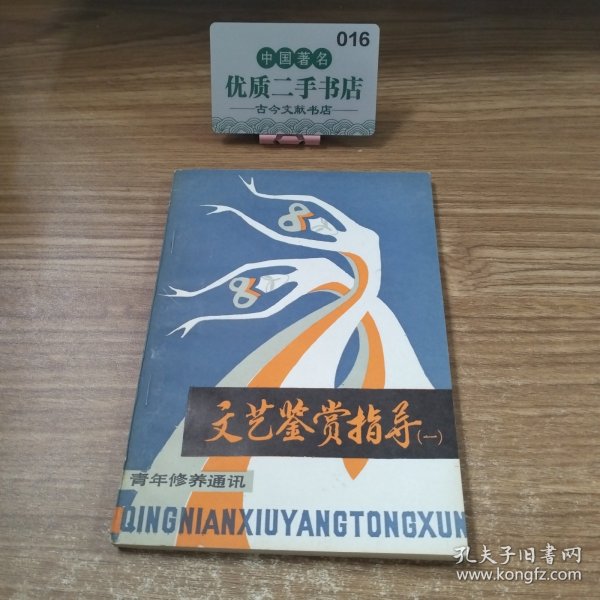 016
中国著名
优质二手书店
古今文献书店
文艺鉴赏指导(一)
青年修养通讯
QINGNIANXIUYANGTONGXUN
孔夫子旧书网
www.kongfz.com